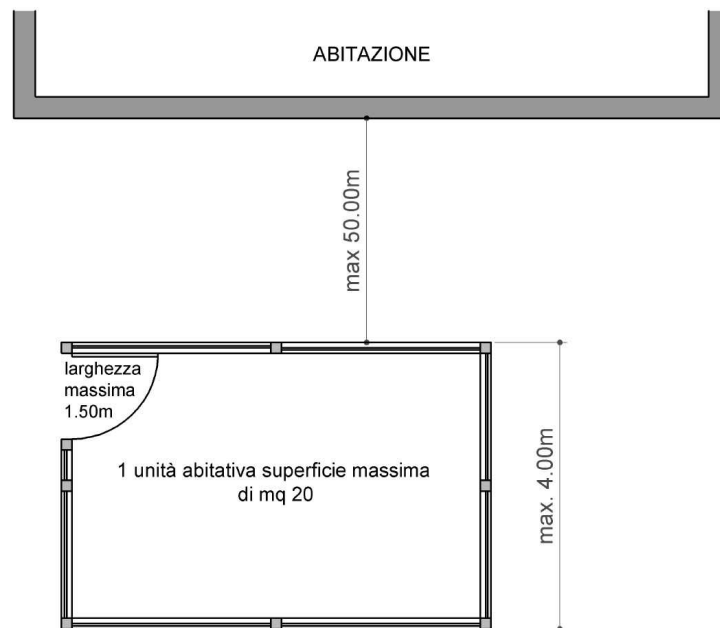 ABITAZIONE
max 50.00m
larghezza
massima
1.50m
1 unità abitativa superficie massima
di mq 20
max. 4.00m